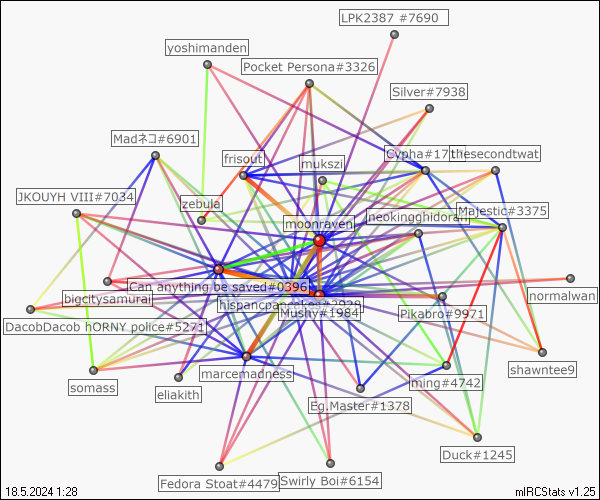 LPK2387 #7690
yoshimanden
Pocket Persona#3326
Silver#7938
Madネコ#6901
frisout
mukszi
Cypha#17
thesecondtwat
JKOUYH VIII#7034
zebula
moonraven
neokingghidorah
Majestic#3375
Can anything be saved#0396
bigcitysamurai
hispancpancakez#2928
Mushy#1984
Pikabro#9971
normalwan
DacobDacob hORNY police#5271
somass
marcemadness
eliakith
Eg.Master#1378
ming#4742
shawntee9
Duck#1245
Fedora Stoat#4479
Swirly Boi#6154
18.5.2024 1:28
mIRCStats v1.25